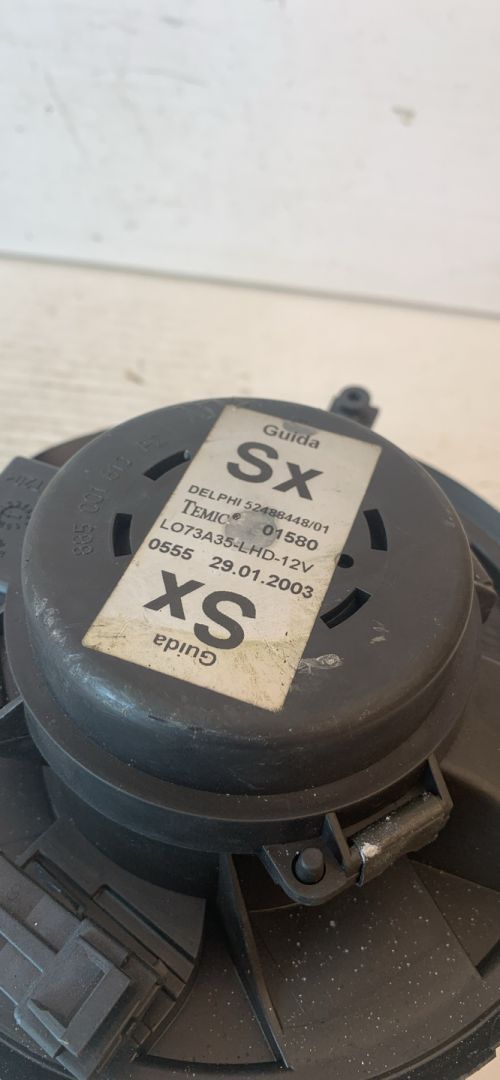 Guida
Sx
DELPHI 52488448/01
TEMIC® 01580
LO73A35-LHD-12V
0555 29.01.2003
Sx
Guida